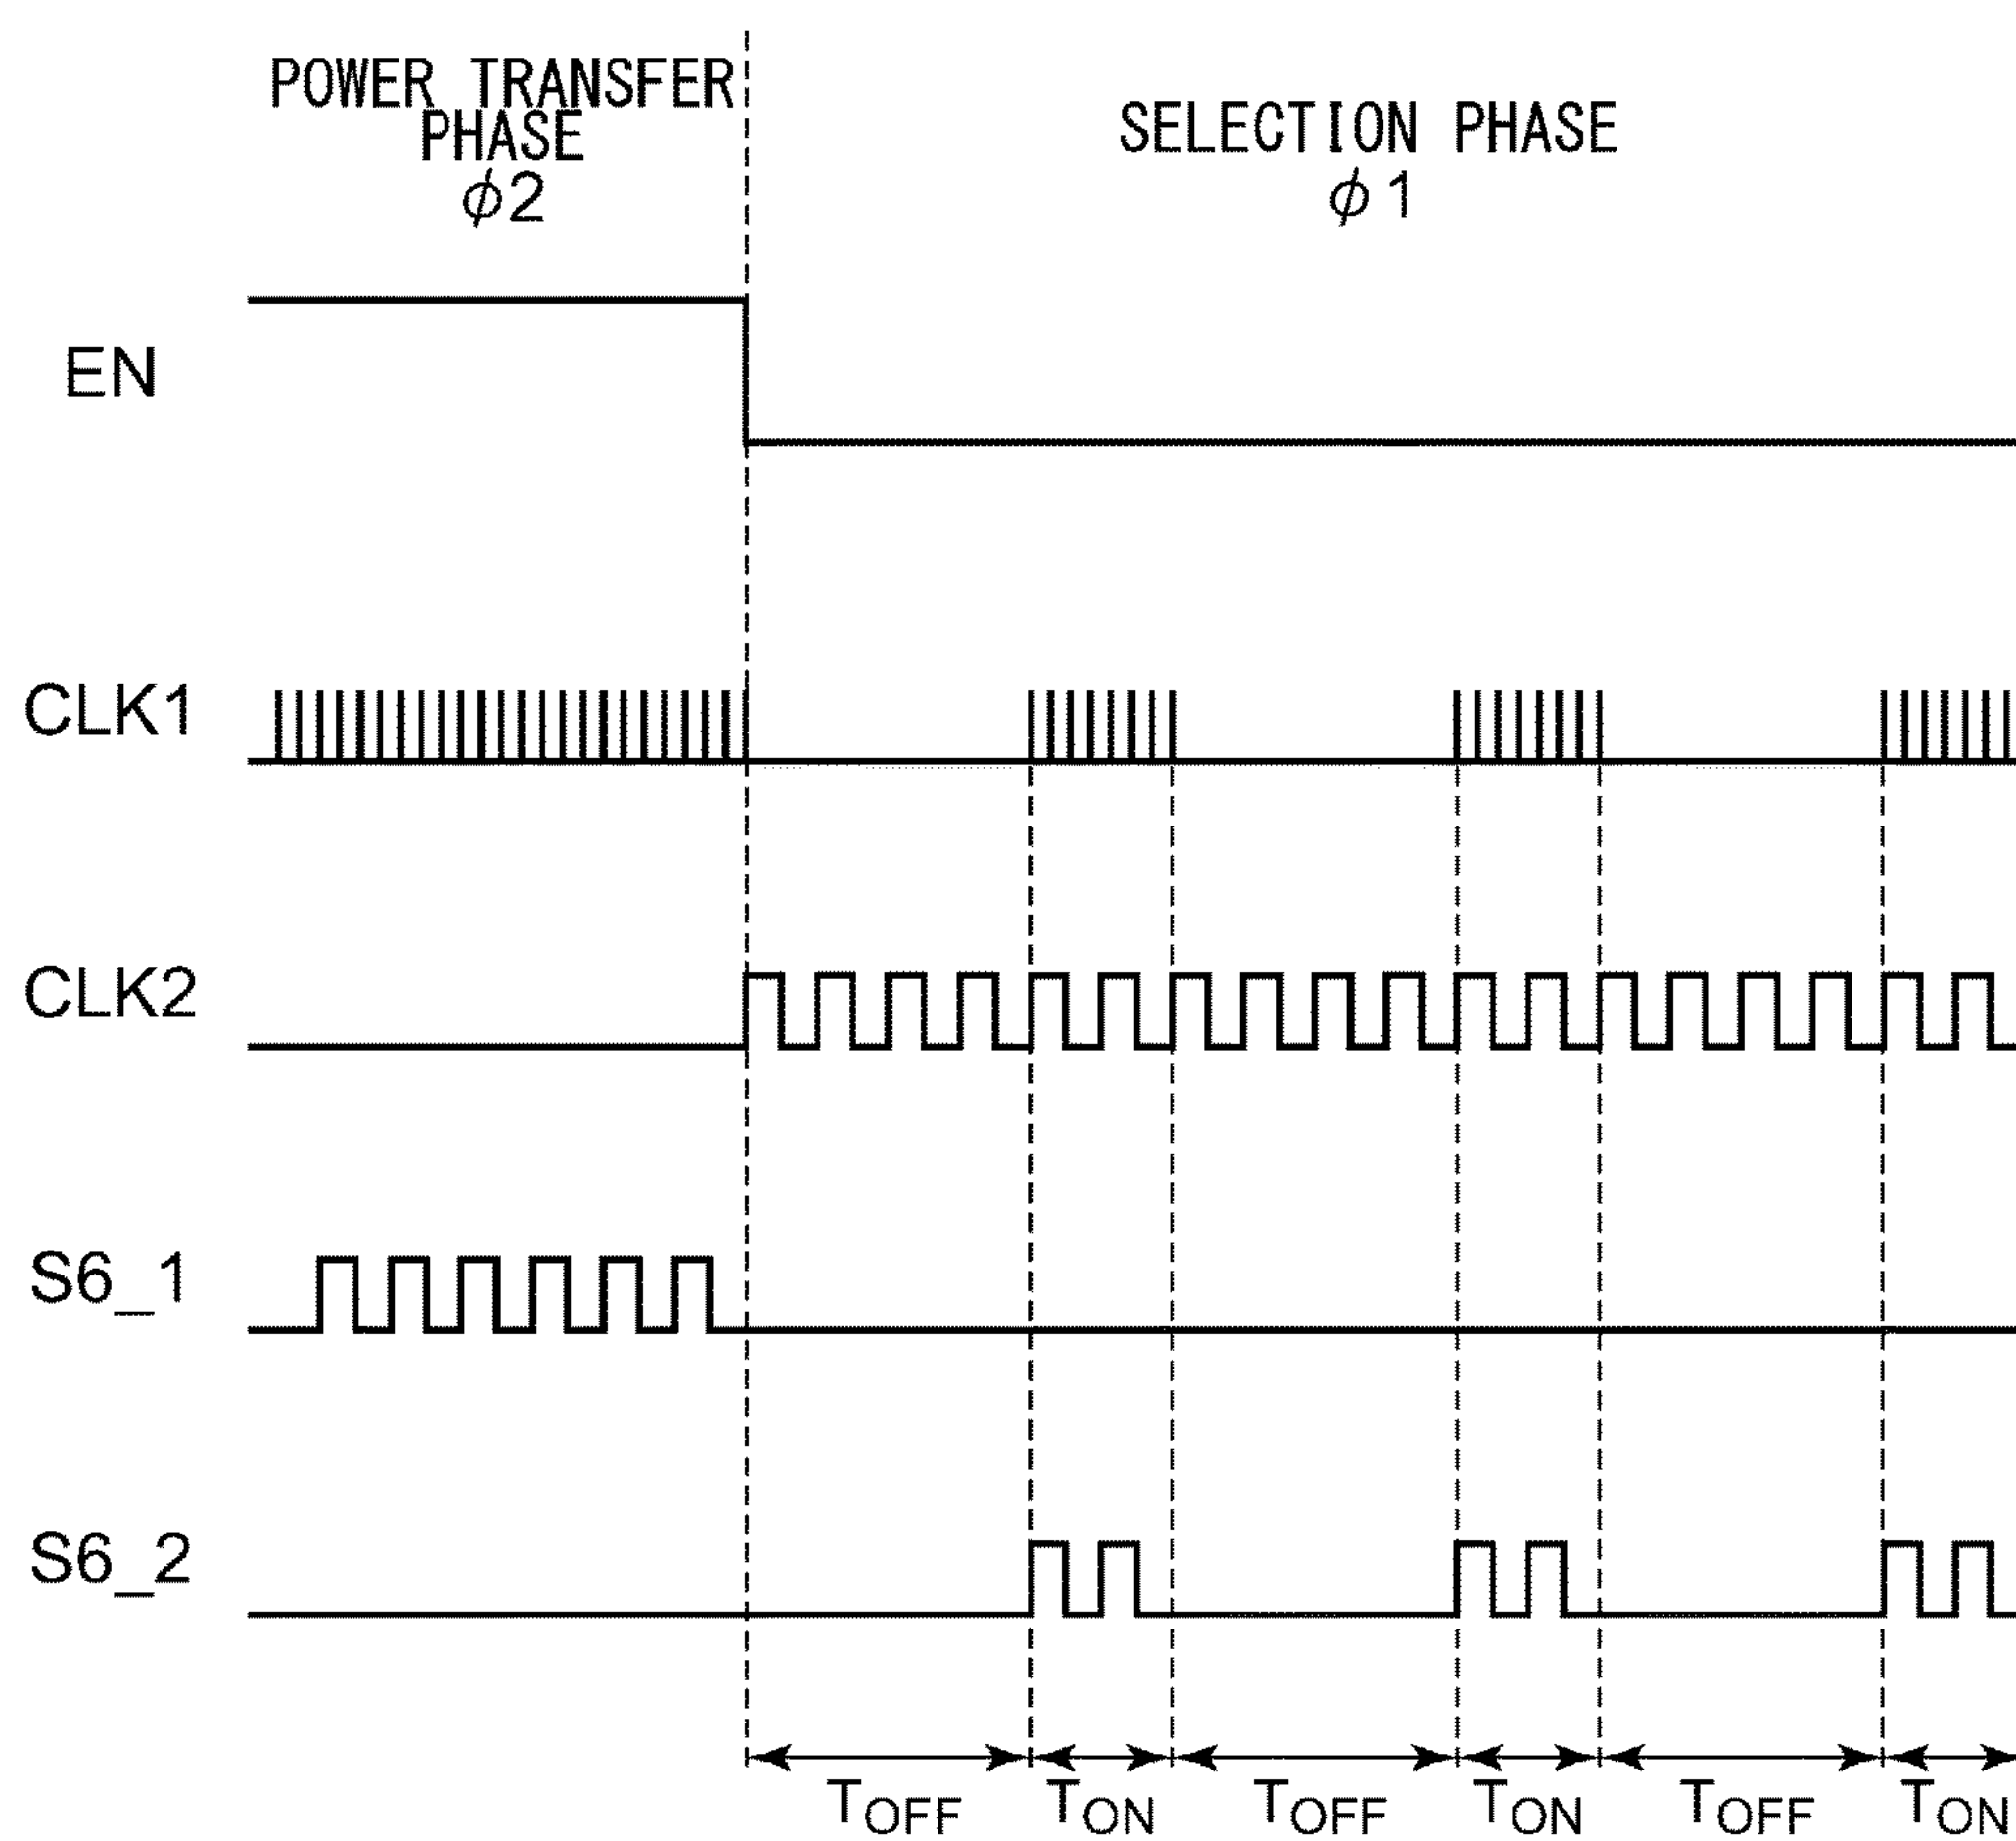 POWER TRANSFER
PHASE
ϕ2
SELECTION PHASE
ϕ1
EN
CLK1
CLK2
S6_1
S6_2
TOFF TON TOFF TON TOFF TON